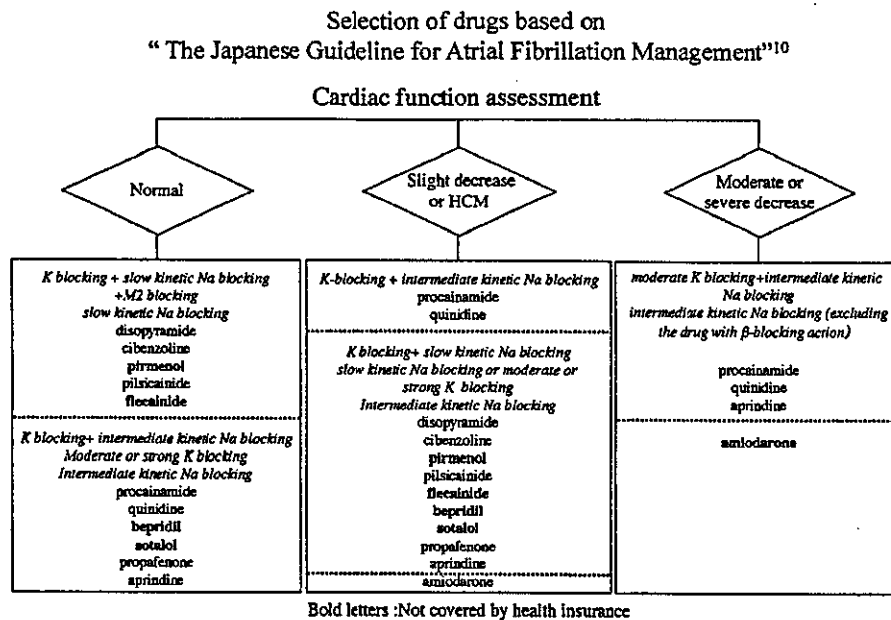 Selection of drugs based on
“ The Japanese Guideline for Atrial Fibrillation Management”10
Cardiac function assessment
Normal
Slight decrease
or HCM
Moderate or
severe decrease
K blocking + slow kinetic Na blocking
+M2 blocking
slow kinetic Na blocking
disopyramide
cibenzoline
pirmenol
pilsicainide
flecainide
K blocking+ intermediate kinetic Na blocking
Moderate or strong K blocking
Intermediate kinetic Na blocking
procainamide
quinidine
bepridil
sotalol
propafenone
aprindine
K-blocking + intermediate kinetic Na blocking
procainamide
quinidine
K blocking+ slow kinetic Na blocking
slow kinetic Na blocking or moderate or
strong K blocking
Intermediate kinetic Na blocking
disopyramide
cibenzoline
pirmenol
pilsicainide
flecainide
bepridil
sotalol
propafenone
aprindine
amiodarone
moderate K blocking+intermediate kinetic
Na blocking
intermediate kinetic Na blocking (excluding
the drug with β-blocking action)
procainamide
quinidine
aprindine
amiodarone
Bold letters :Not covered by health insurance